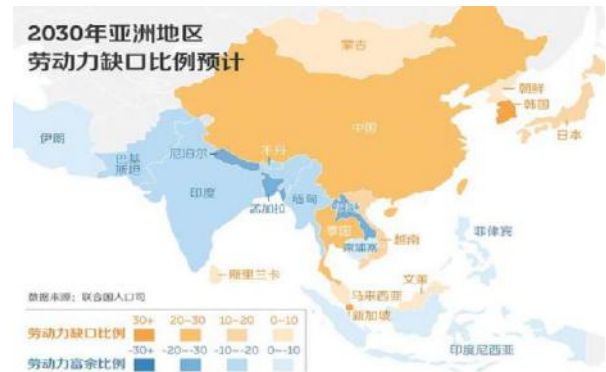 2030年亚洲地区
劳动力缺口比例预计
蒙古
朝鲜
韩国
日本
中国
伊朗
巴基
斯坦
尼泊尔
不丹
印度
孟加拉
缅甸
泰国
柬埔寨
越南
菲律宾
斯里兰卡
文莱
马来西亚
新加坡
印度尼西亚
数据来源：联合国人口司
30+ 20~30 10~20 0~10
劳动力缺口比例
-30+ -20~-30 -10~-20 0~-10
劳动力富余比例